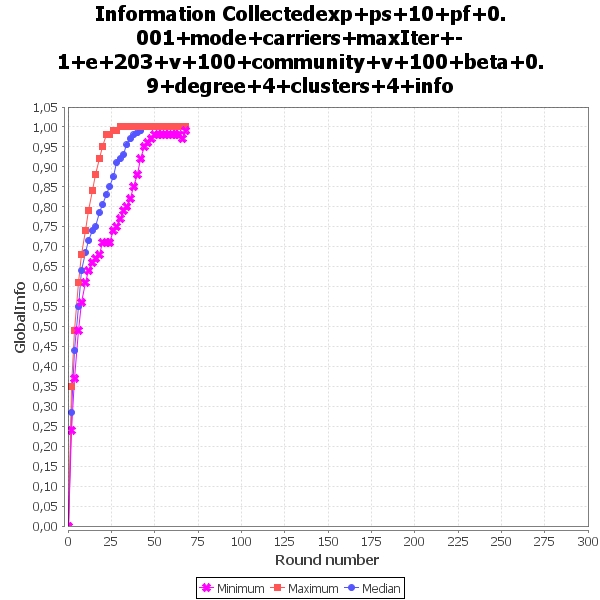 Information Collectedexp+ps+10+pf+0.
001+mode+carriers+maxIter+-
1+e+203+v+100+community+v+100+beta+0.
9+degree+4+clusters+4+info
1,05
1,00
0,95
0,90
0,85
0,80
0,75
0,70
0,65
0,60
0,55
0,50
0,45
0,40
0,35
0,30
0,25
0,20
0,15
0,10
0,05
0,00
GlobalInfo
0 25 50 75 100 125 150 175 200 225 250 275 300
Round number
Minimum Maximum Median